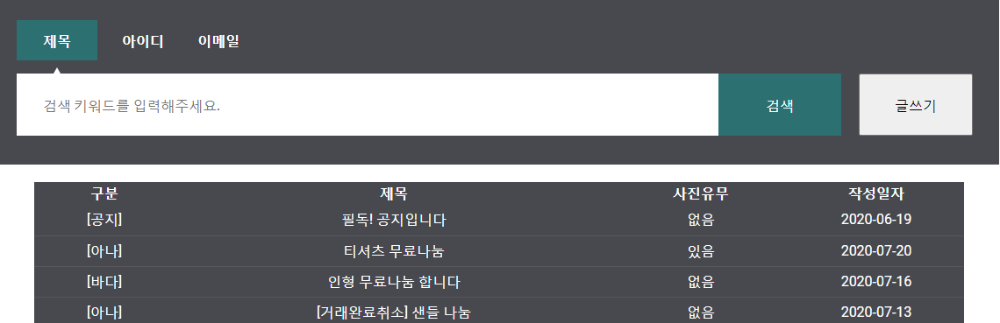 제목 아이디 이메일
검색 키워드를 입력해주세요. 검색 글쓰기
구분 제목 사진유무 작성일자
[공지] 필독! 공지입니다 없음 2020-06-19
[아나] 티셔츠 무료나눔 있음 2020-07-20
[바다] 인형 무료나눔 합니다 없음 2020-07-16
[아나] [거래완료취소] 샌들 나눔 없음 2020-07-13